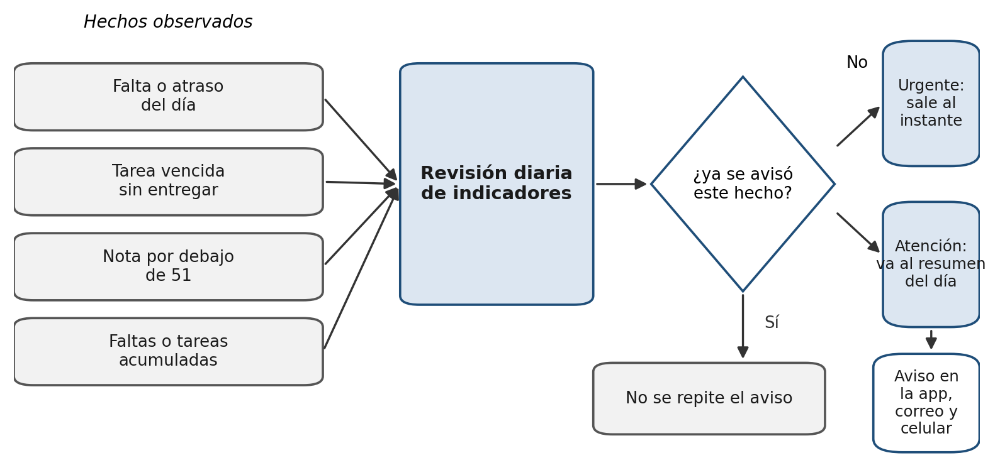 Hechos observados
Falta o atraso
del día
Tarea vencida
sin entregar
Nota por debajo
de 51
Faltas o tareas
acumuladas
Revisión diaria
de indicadores
¿ya se avisó
este hecho?
No
Urgente:
sale al
instante
Atención:
va al resumen
del día
Sí
No se repite el aviso
Aviso en
la app,
correo y
celular